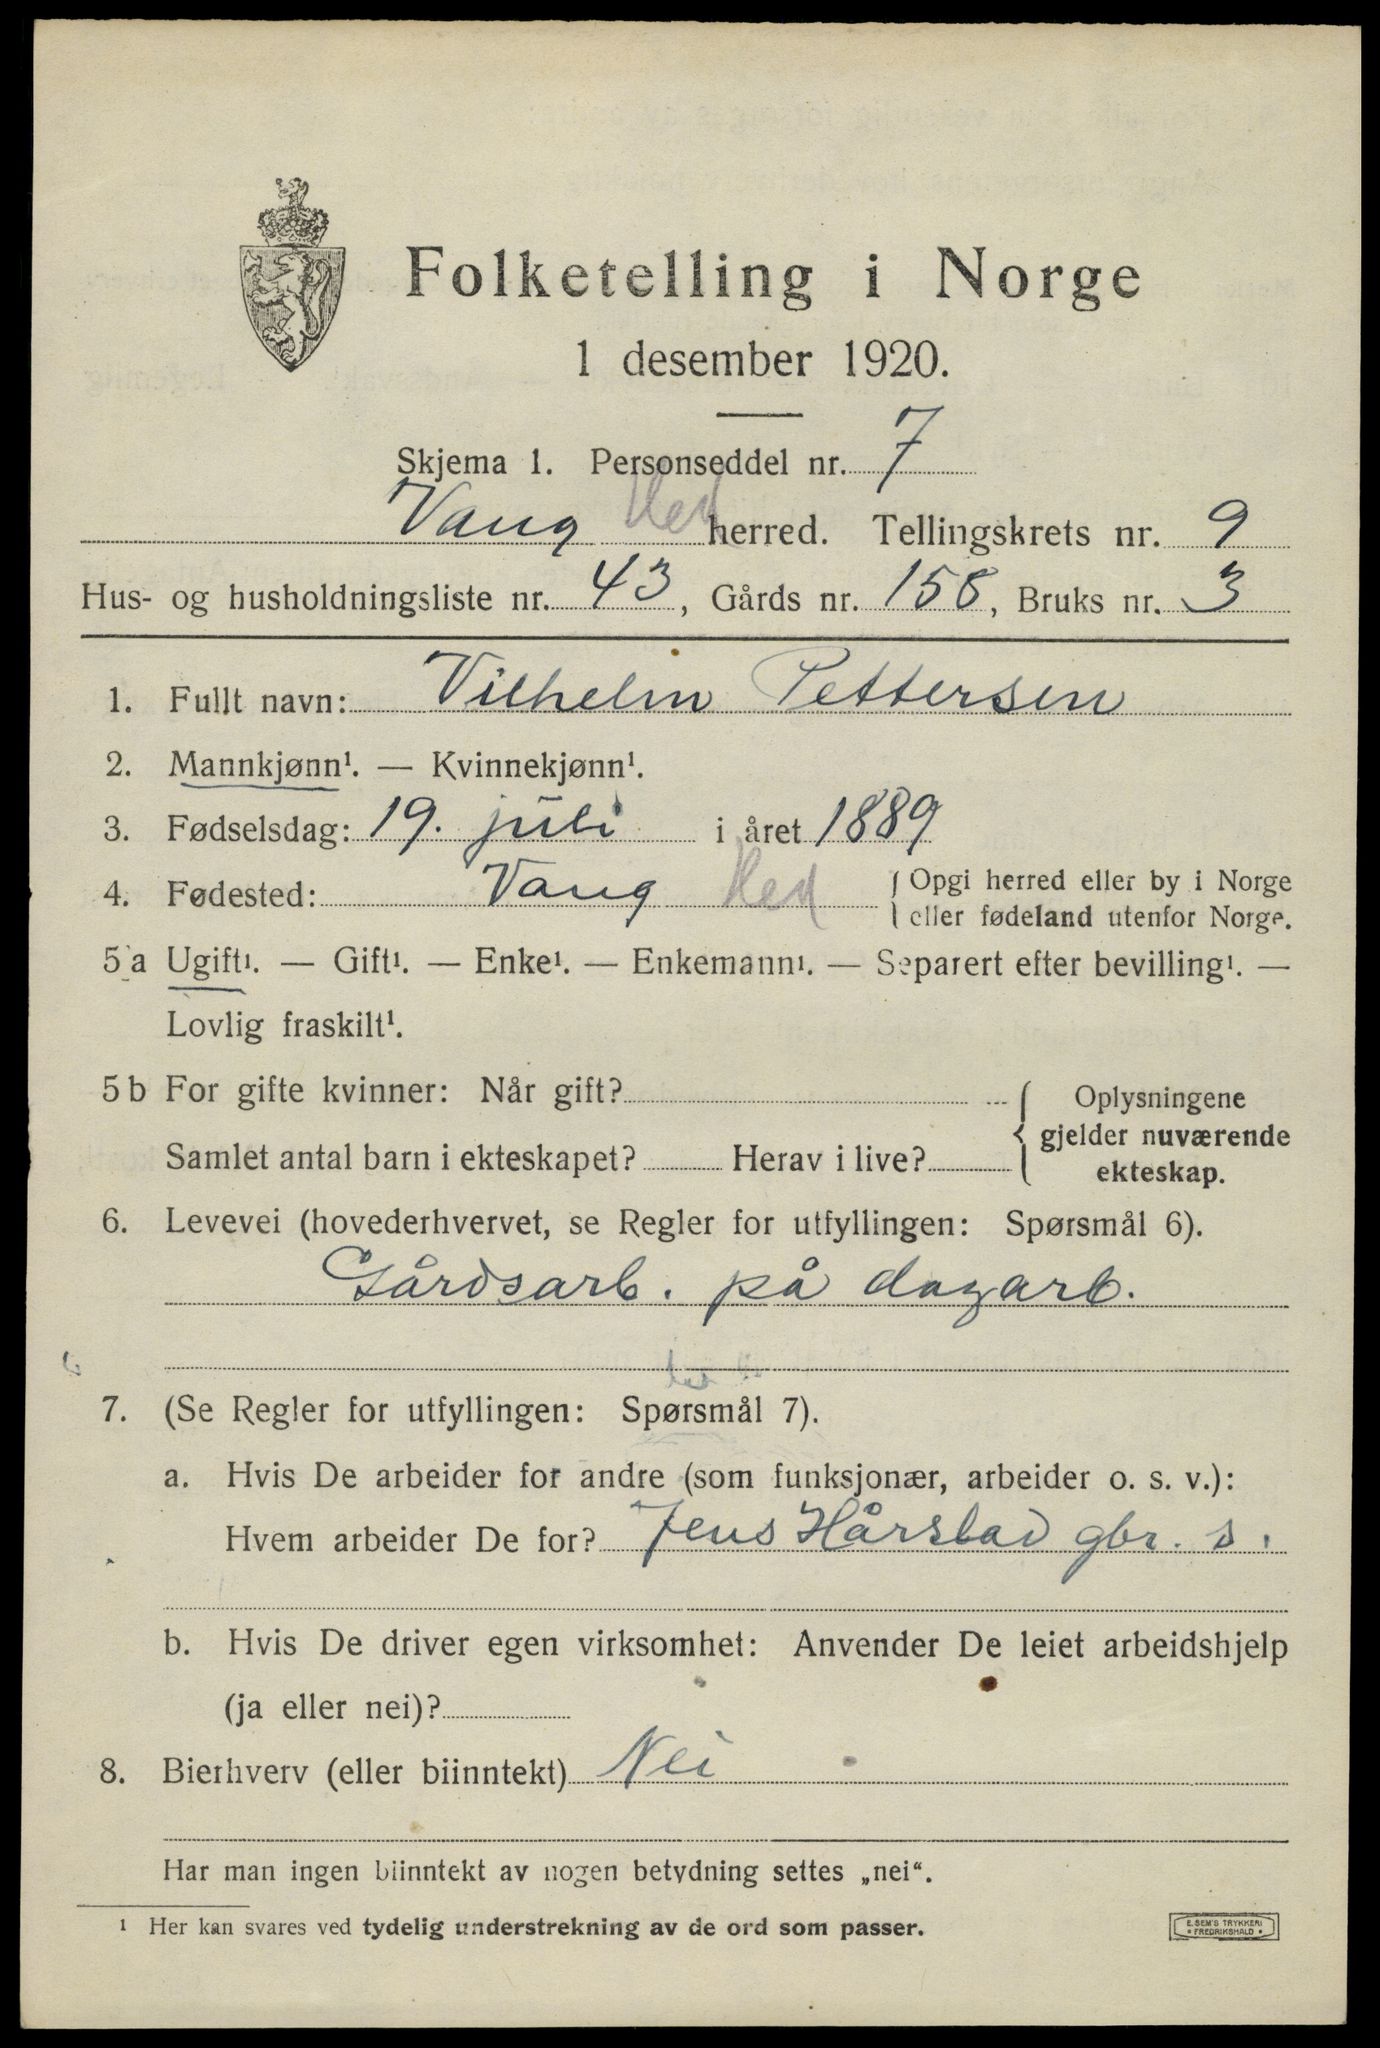 Folketelling i Norge
1 desember 1920.
Skjema 1. Personseddel nr. 7
Vang Hed herred. Tellingskrets nr. 9
Hus- og husholdningsliste nr. 43, Gårds nr. 158, Bruks nr. 3
1. Fullt navn: Vilhelm Pettersen
2. Mannkjønn¹. — Kvinnekjønn¹.
3. Fødselsdag: 19. juli i året 1889
4. Fødested: Vang Hed { Opgi herred eller by i Norge
eller fødeland utenfor Norge.
5 a Ugift¹. — Gift¹. — Enke¹. — Enkemann¹. — Separert efter bevilling¹. —
Lovlig fraskilt¹.
5 b For gifte kvinner: Når gift? { Oplysningene
gjelder nuværende
ekteskap.
Samlet antal barn i ekteskapet? Herav i live?
6. Levevei (hovederhvervet, se Regler for utfyllingen: Spørsmål 6).
Gårdsarb. på dagarb.
7. (Se Regler for utfyllingen: Spørsmål 7).
a. Hvis De arbeider for andre (som funksjonær, arbeider o. s. v.):
Hvem arbeider De for? Jens Hårstad gbr. s.
b. Hvis De driver egen virksomhet: Anvender De leiet arbeidshjelp
(ja eller nei)?
8. Bierhverv (eller biinntekt) Nei
Har man ingen biinntekt av nogen betydning settes „nei“.
¹ Her kan svares ved tydelig understrekning av de ord som passer.
E. SEM'S TRYKKERI
• FREDRIKSHALD •